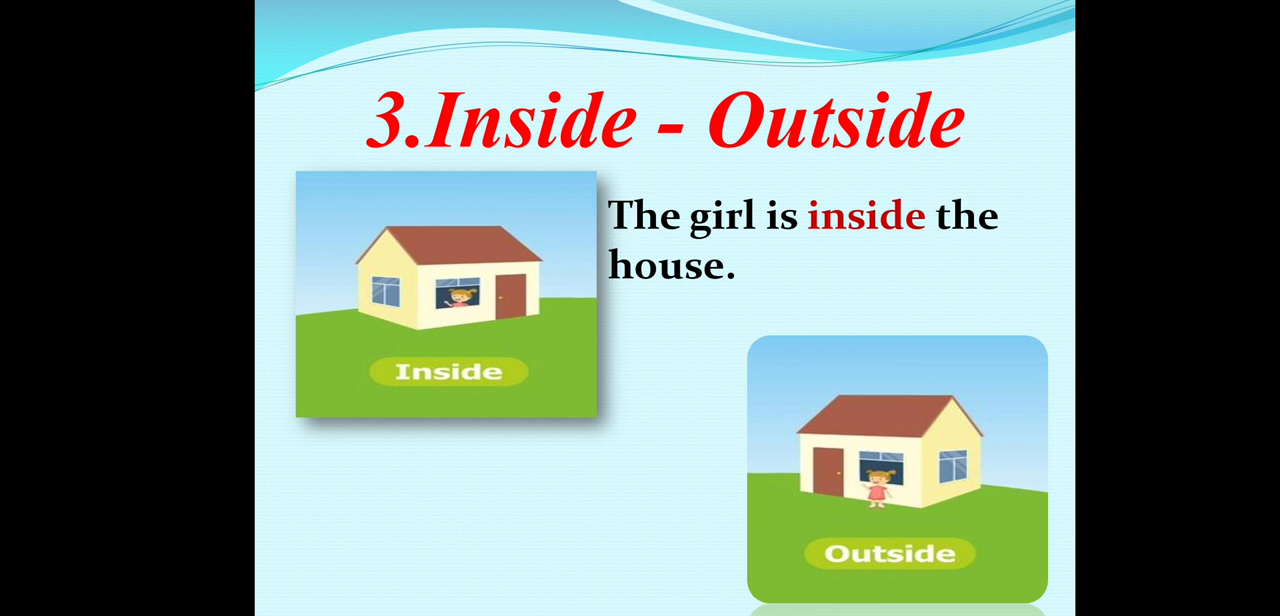 3.Inside - Outside
The girl is inside the
house.
Inside
Outside